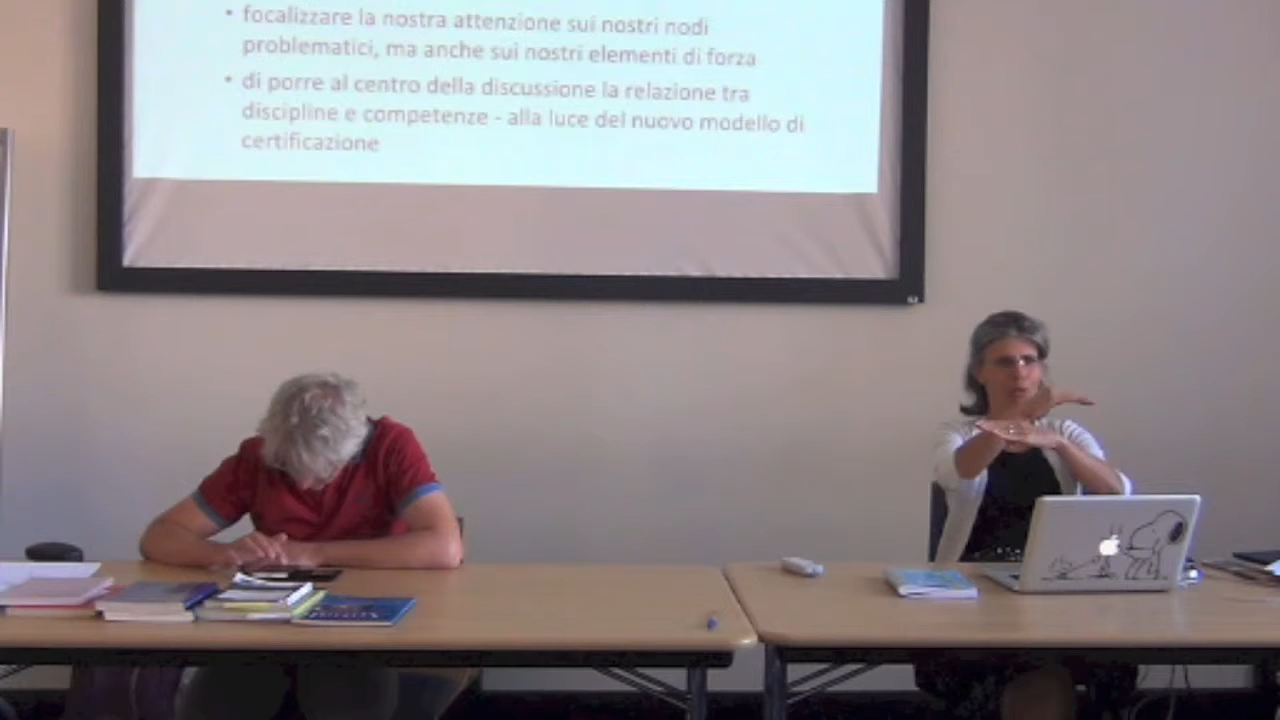 • focalizzare la nostra attenzione sui nostri nodi
problematici, ma anche sui nostri elementi di forza
• di porre al centro della discussione la relazione tra
discipline e competenze - alla luce del nuovo modello di
certificazione